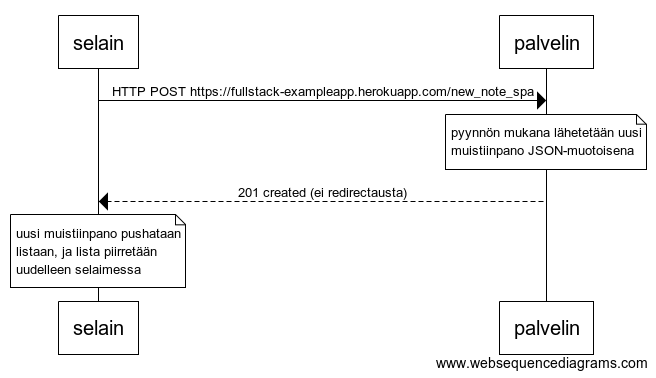 selain
palvelin
HTTP POST https://fullstack-exampleapp.herokuapp.com/new_note_spa
pyynnön mukana lähetetään uusi
muistiinpano JSON-muotoisena
201 created (ei redirectausta)
uusi muistiinpano pushataan
listaan, ja lista piirretään
uudelleen selaimessa
selain
palvelin
www.websequencediagrams.com